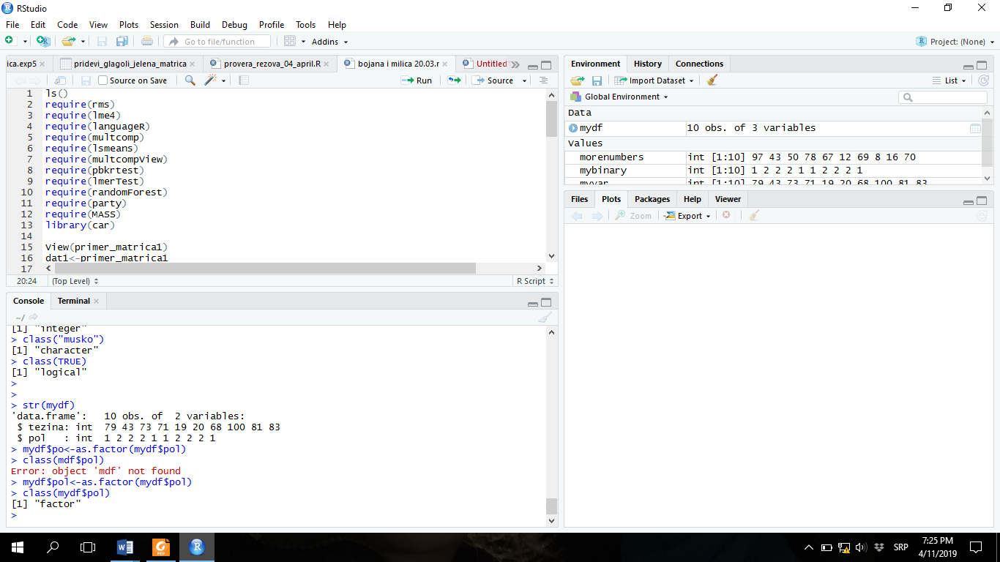 RStudio
File Edit Code View Plots Session Build Debug Profile Tools Help
Go to file/function Addins Project: (None)
ica.exp5 pridevi_glagoli_jelena_matrica provera_rezova_04_april.R bojana i milica 20.03.r Untitled
Source on Save Run Source
1 ls()
2 require(rms)
3 require(lme4)
4 require(languageR)
5 require(multcomp)
6 require(lsmeans)
7 require(multcompView)
8 require(pbkrtest)
9 require(lmerTest)
10 require(randomForest)
11 require(party)
12 require(MASS)
13 library(car)
14
15 View(primer_matrica1)
16 dat1<-primer_matrica1
17
20:24 (Top Level) R Script
Console Terminal
~/
[1] "integer"
> class("musko")
[1] "character"
> class(TRUE)
[1] "logical"
>
>
> str(mydf)
'data.frame': 10 obs. of 2 variables:
$ tezina: int 79 43 73 71 19 20 68 100 81 83
$ pol : int 1 2 2 2 1 1 2 2 2 1
> mydf$po<-as.factor(mydf$pol)
> class(mdf$pol)
Error: object 'mdf' not found
> mydf$pol<-as.factor(mydf$pol)
> class(mydf$pol)
[1] "factor"
>
Environment History Connections
Import Dataset List
Global Environment
Data
mydf 10 obs. of 3 variables
Values
morenumbers int [1:10] 97 43 50 78 67 12 69 8 16 70
mybinary int [1:10] 1 2 2 2 1 1 2 2 2 1
myvar int [1:10] 79 43 73 71 19 20 68 100 81 83
Files Plots Packages Help Viewer
Zoom Export
SRP
7:25 PM
4/11/2019